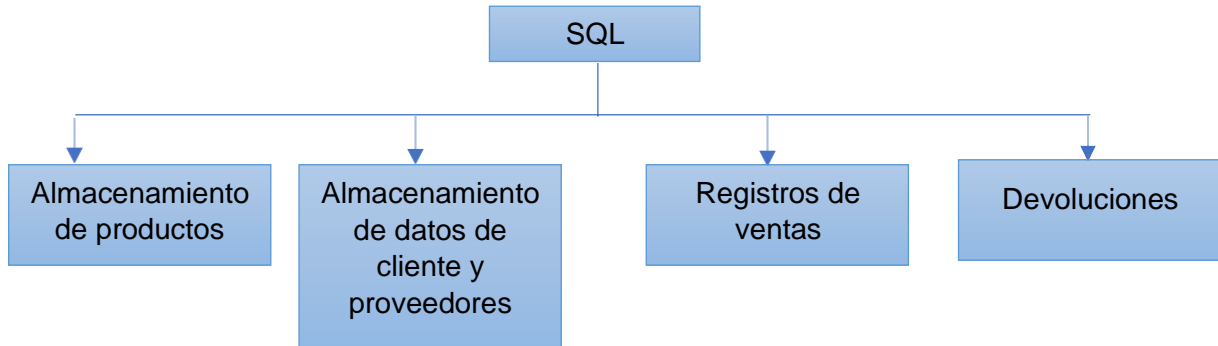 SQL
Almacenamiento
de productos
Almacenamiento
de datos de
cliente y
proveedores
Registros de
ventas
Devoluciones